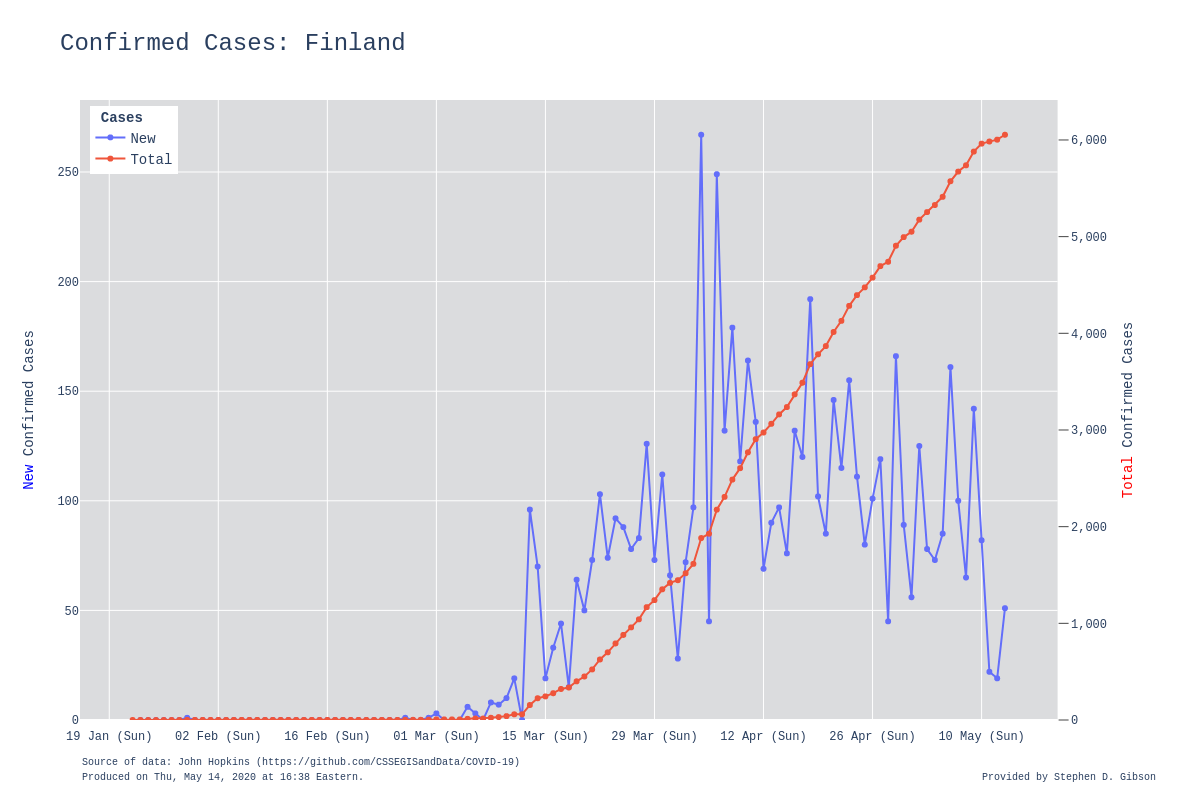 Confirmed Cases: Finland
Cases
New
Total
250
200
150
100
50
0
6,000
5,000
4,000
3,000
2,000
1,000
0
New Confirmed Cases
Total Confirmed Cases
19 Jan (Sun) 02 Feb (Sun) 16 Feb (Sun) 01 Mar (Sun) 15 Mar (Sun) 29 Mar (Sun) 12 Apr (Sun) 26 Apr (Sun) 10 May (Sun)
Source of data: John Hopkins (https://github.com/CSSEGISandData/COVID-19)
Produced on Thu, May 14, 2020 at 16:38 Eastern.
Provided by Stephen D. Gibson